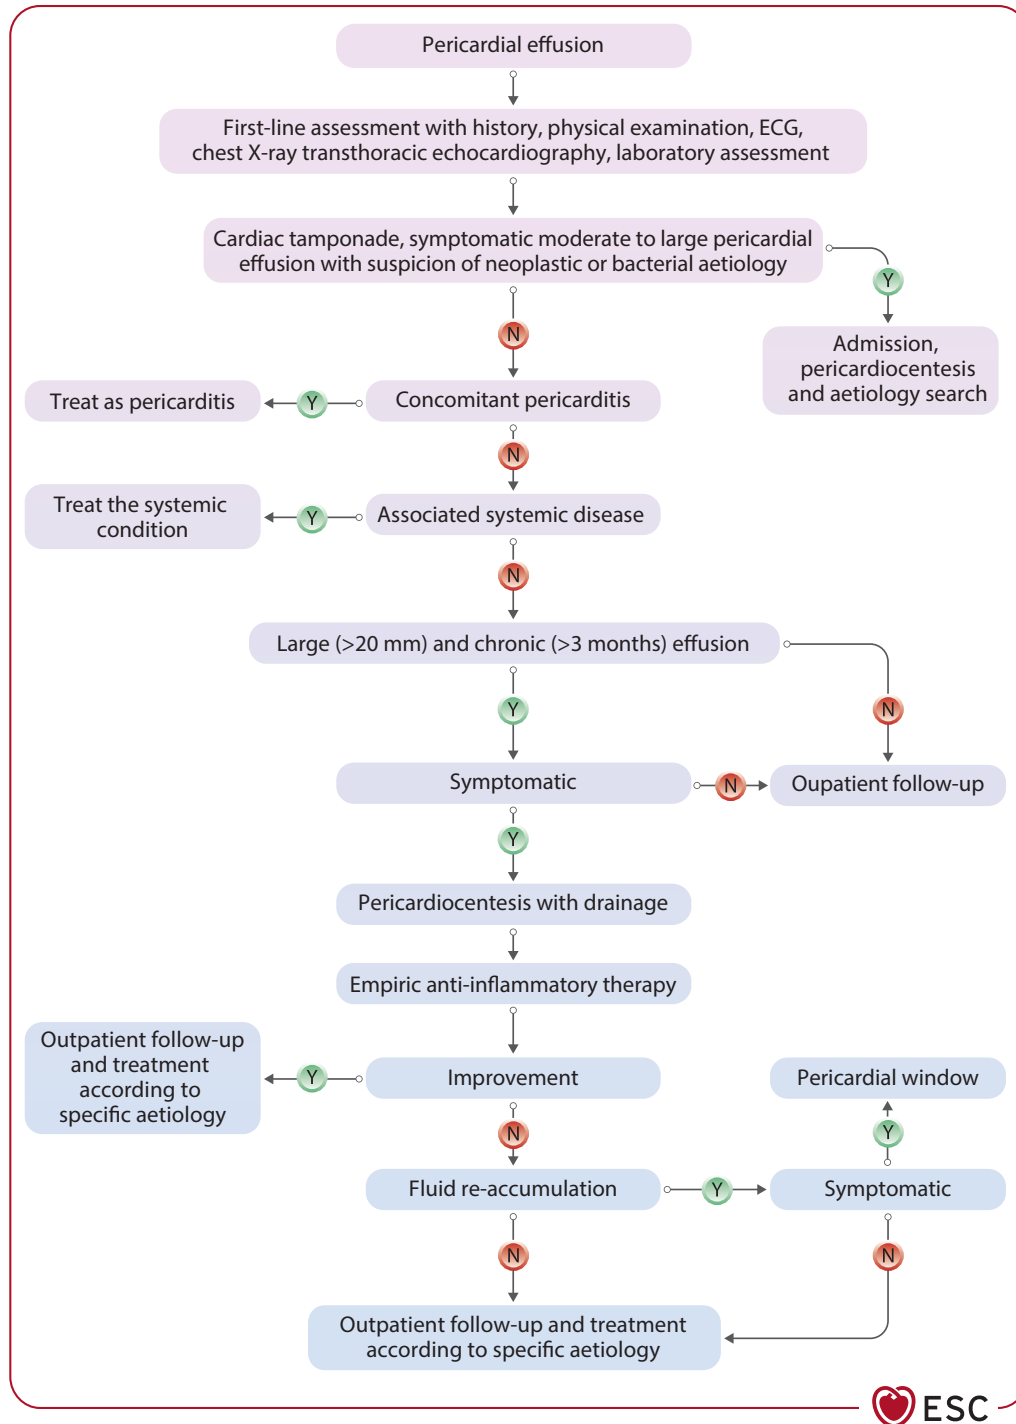 Pericardial effusion
First-line assessment with history, physical examination, ECG,
chest X-ray transthoracic echocardiography, laboratory assessment
Cardiac tamponade, symptomatic moderate to large pericardial
effusion with suspicion of neoplastic or bacterial aetiology
Y
N
Admission,
pericardiocentesis
and aetiology search
Treat as pericarditis
Y
Concomitant pericarditis
N
Treat the systemic
condition
Y
Associated systemic disease
N
Large (>20 mm) and chronic (>3 months) effusion
Y
N
Symptomatic
N
Oupatient follow-up
Y
Pericardiocentesis with drainage
Empiric anti-inflammatory therapy
Outpatient follow-up
and treatment
according to
specific aetiology
Y
Improvement
Pericardial window
N
Y
Fluid re-accumulation
Y
Symptomatic
N
N
Outpatient follow-up and treatment
according to specific aetiology
ESC